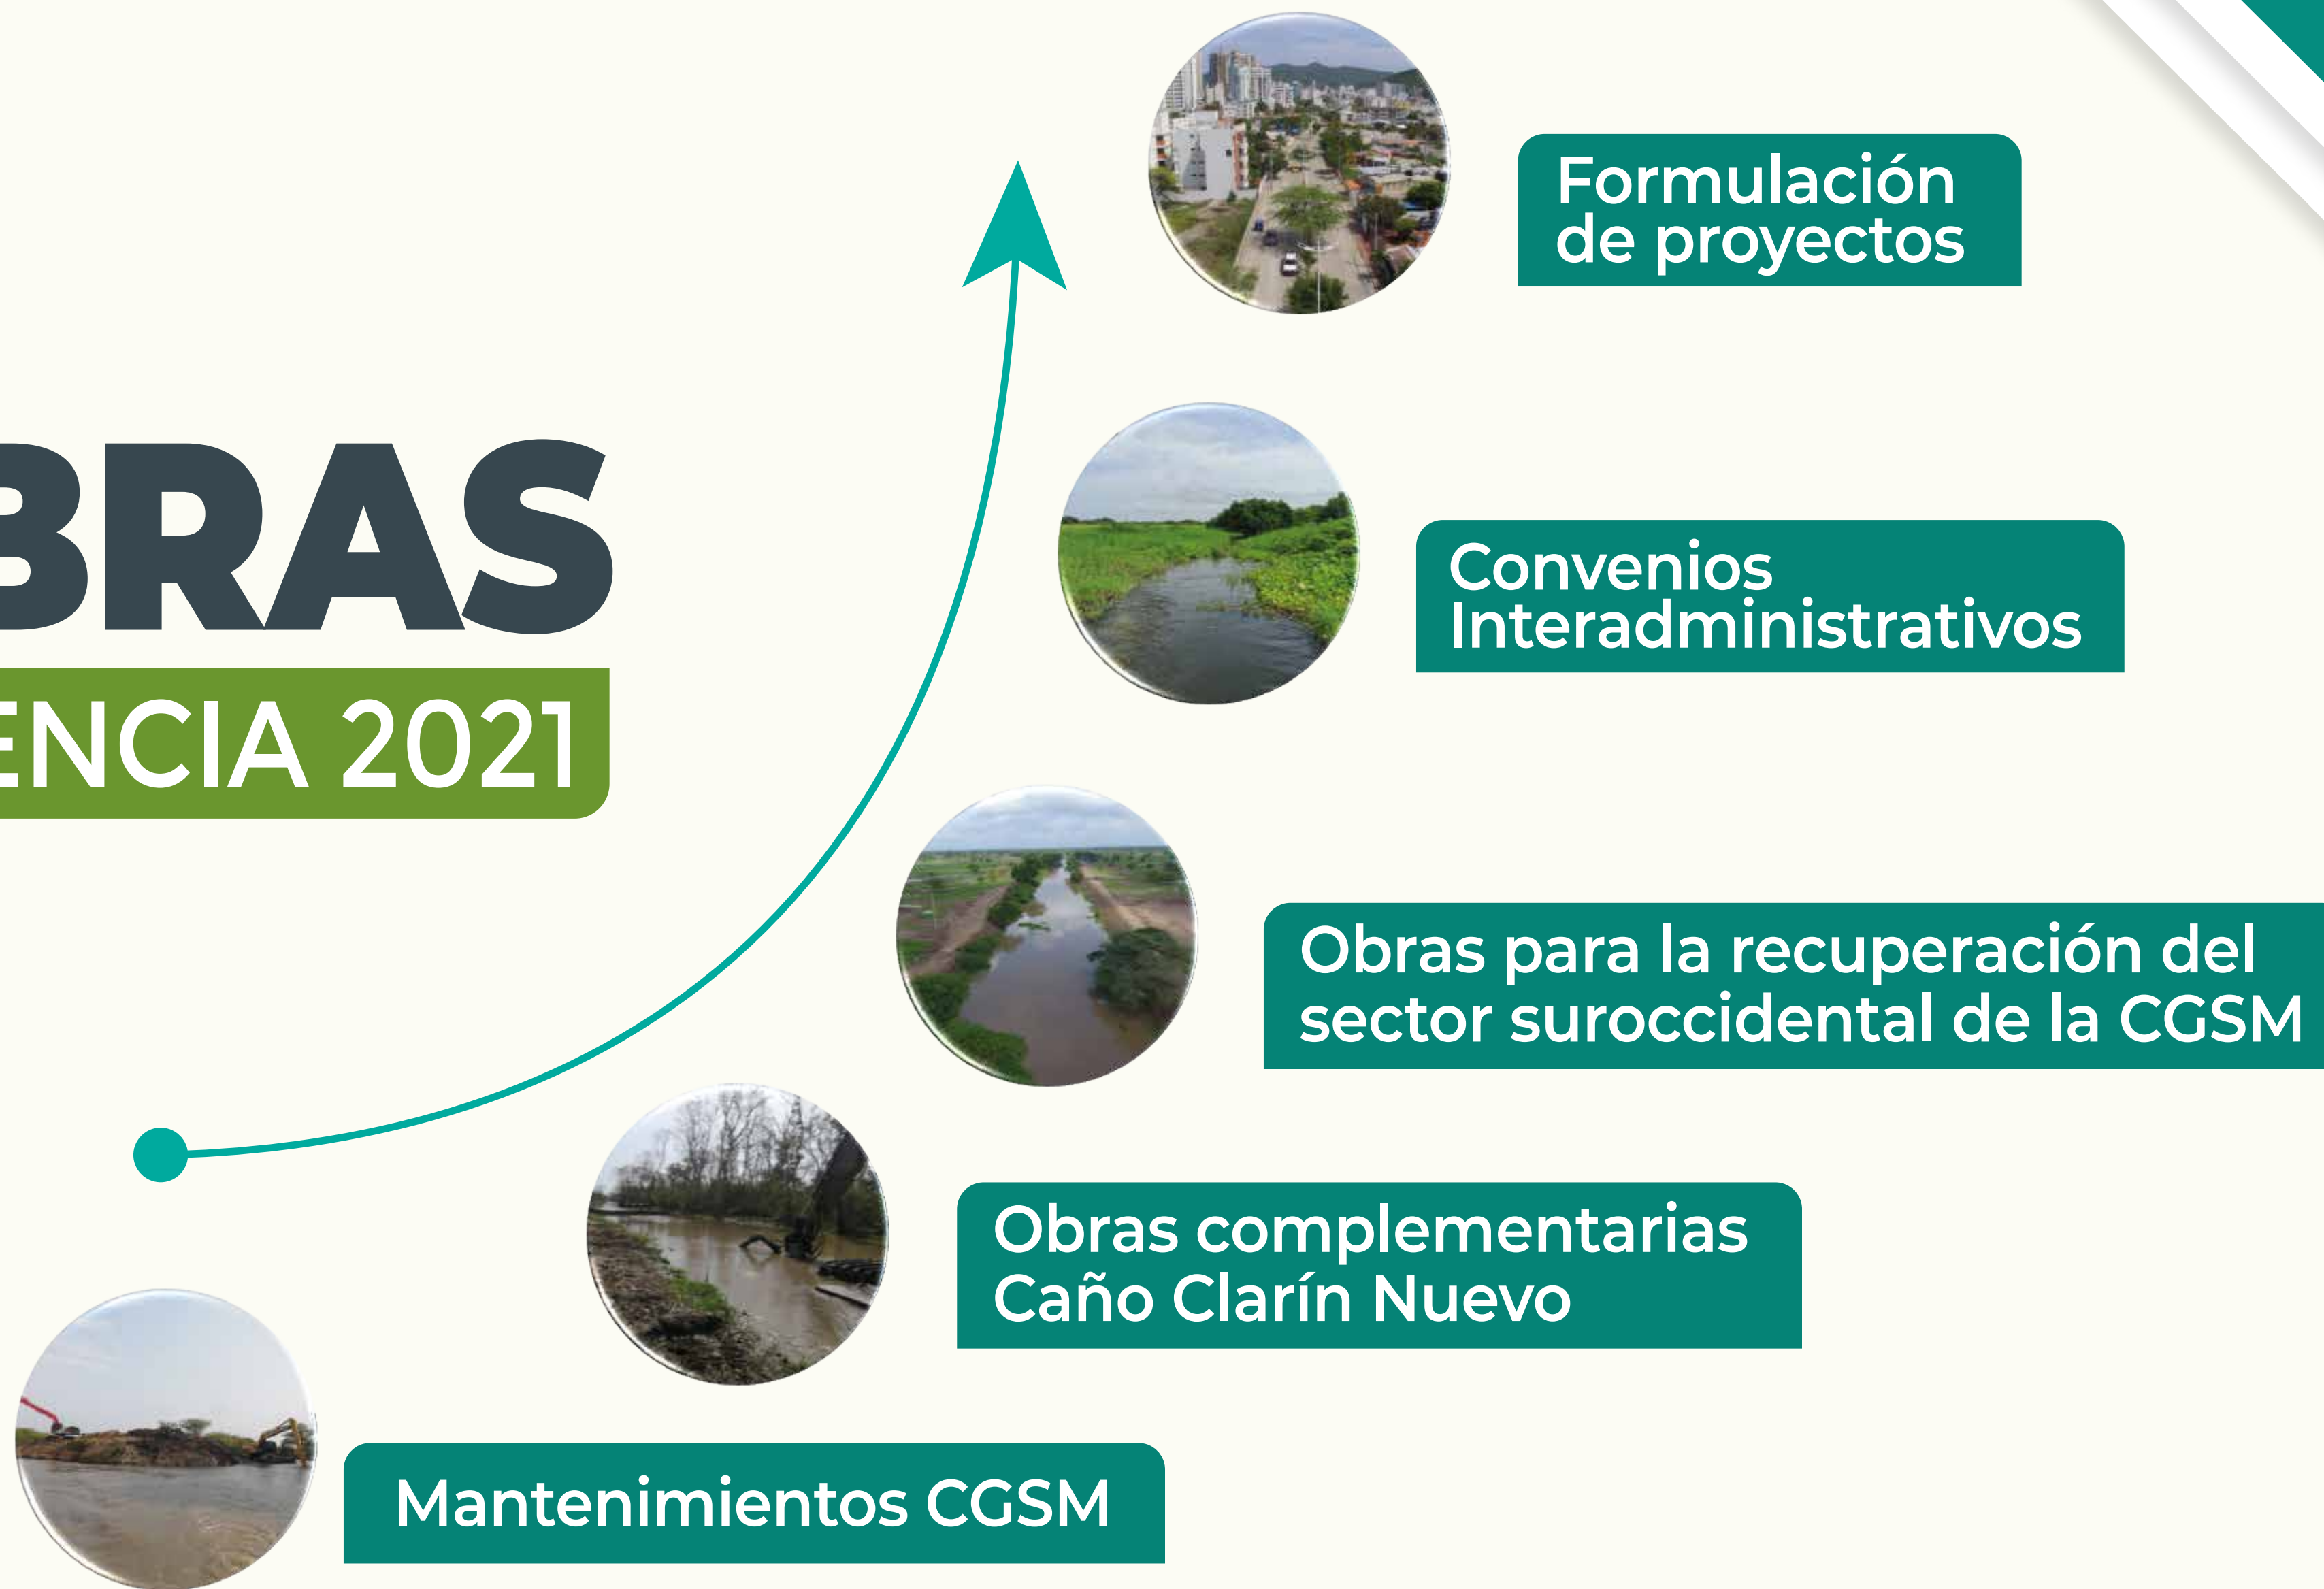 BRAS
ENCIA 2021
Formulación
de proyectos
Convenios
Interadministrativos
Obras para la recuperación del
sector suroccidental de la CGSM
Obras complementarias
Caño Clarín Nuevo
Mantenimientos CGSM